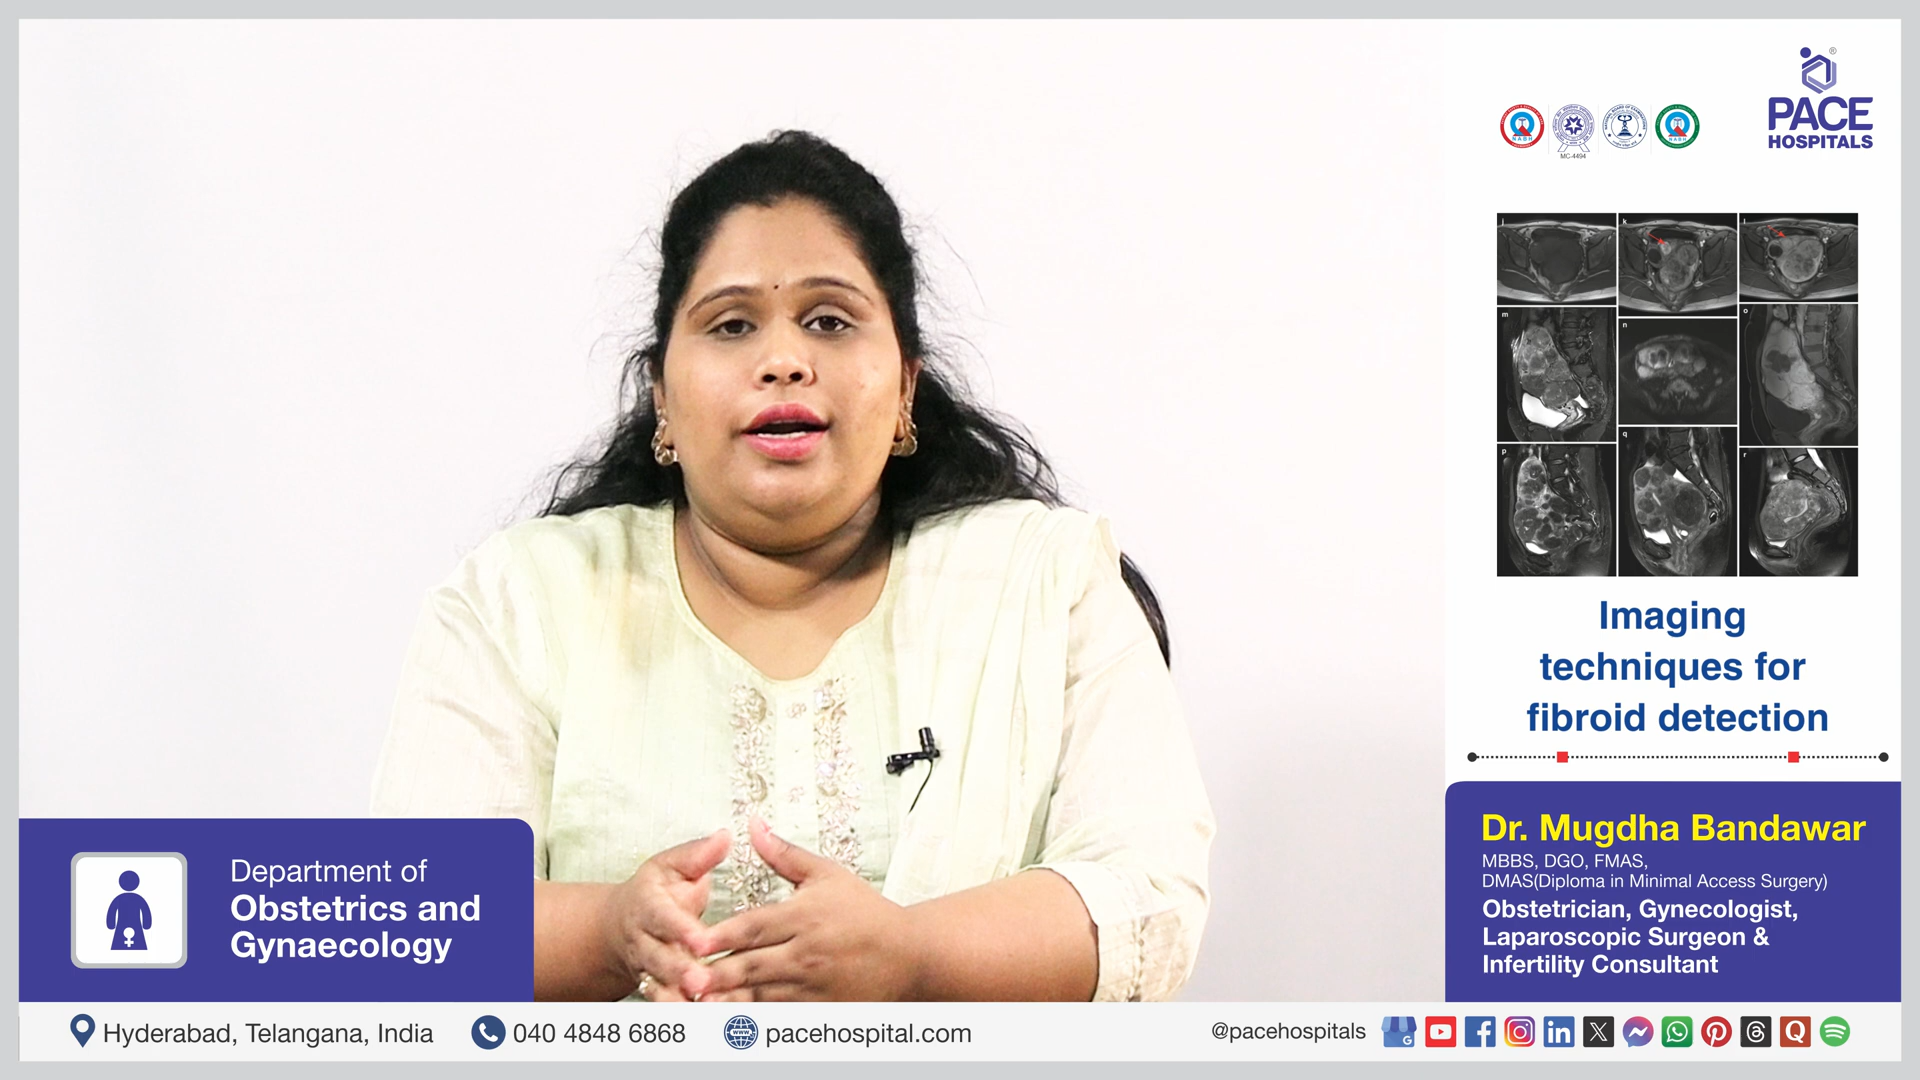 ®
PACE
HOSPITALS
MC-4494
j
k
l
m
n
o
p
q
r
Imaging
techniques for
fibroid detection
Dr. Mugdha Bandawar
MBBS, DGO, FMAS,
DMAS(Diploma in Minimal Access Surgery)
Obstetrician, Gynecologist,
Laparoscopic Surgeon &
Infertility Consultant
Department of
Obstetrics and
Gynaecology
Hyderabad, Telangana, India
040 4848 6868
pacehospital.com
@pacehospitals